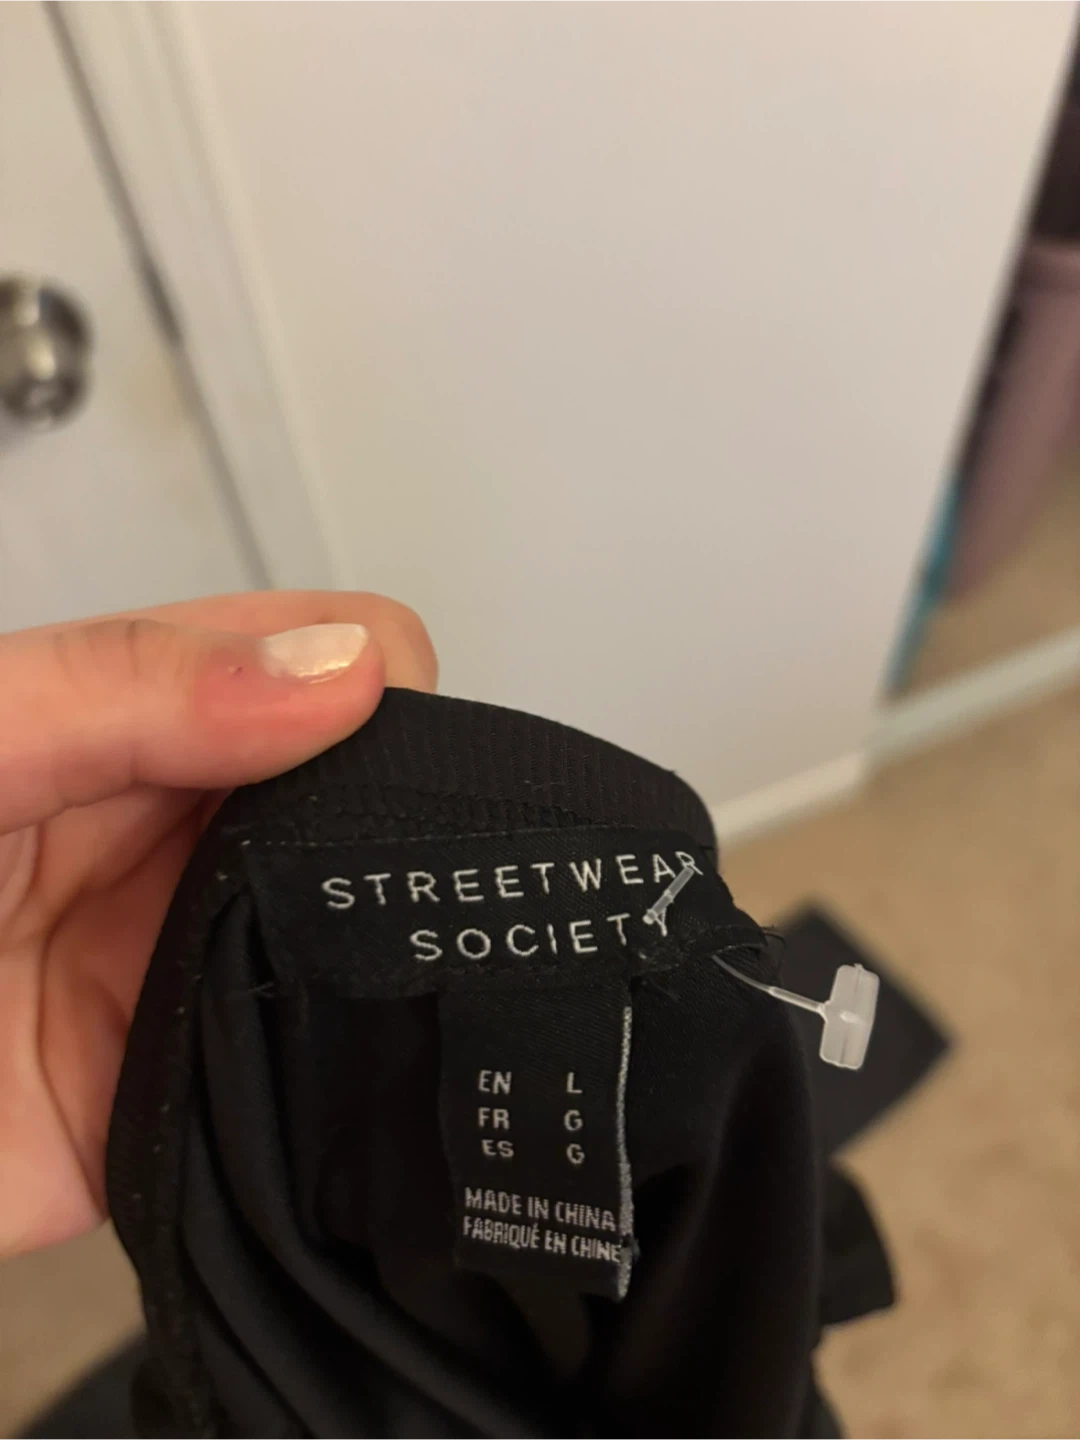 STREETWEAR
SOCIETY
EN L
FR G
ES G
MADE IN CHINA
FABRIQUÉ EN CHINE